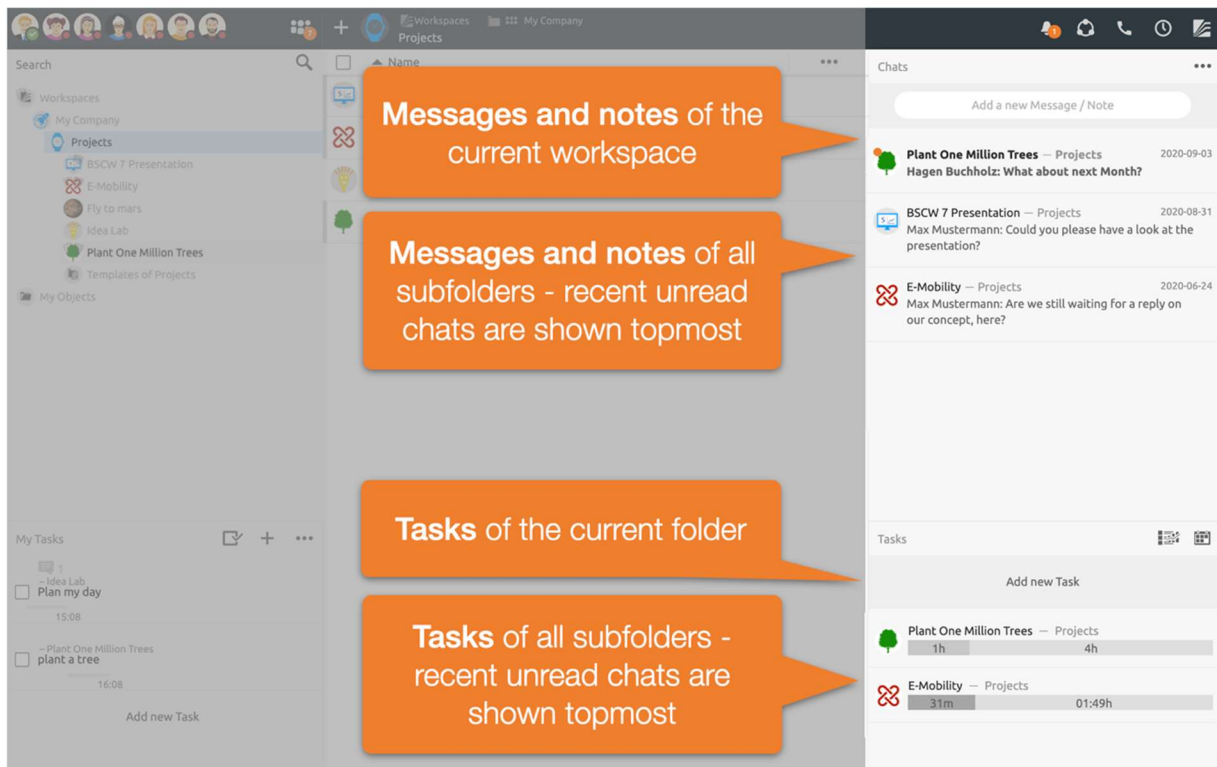 7
Workspaces My Company
Projects
1
Search
Name
Chats
Add a new Message / Note
Workspaces
My Company
Projects
BSCW 7 Presentation
E-Mobility
Fly to mars
Idea Lab
Plant One Million Trees
Templates of Projects
My Objects
Messages and notes of the
current workspace
Messages and notes of all
subfolders - recent unread
chats are shown topmost
Plant One Million Trees — Projects 2020-09-03
Hagen Buchholz: What about next Month?
BSCW 7 Presentation — Projects 2020-08-31
Max Mustermann: Could you please have a look at the
presentation?
E-Mobility — Projects 2020-06-24
Max Mustermann: Are we still waiting for a reply on
our concept, here?
My Tasks
1
– Idea Lab
Plan my day
15:08
– Plant One Million Trees
plant a tree
16:08
Add new Task
Tasks of the current folder
Tasks of all subfolders -
recent unread chats are
shown topmost
Tasks
Add new Task
Plant One Million Trees — Projects
1h 4h
E-Mobility — Projects
31m 01:49h